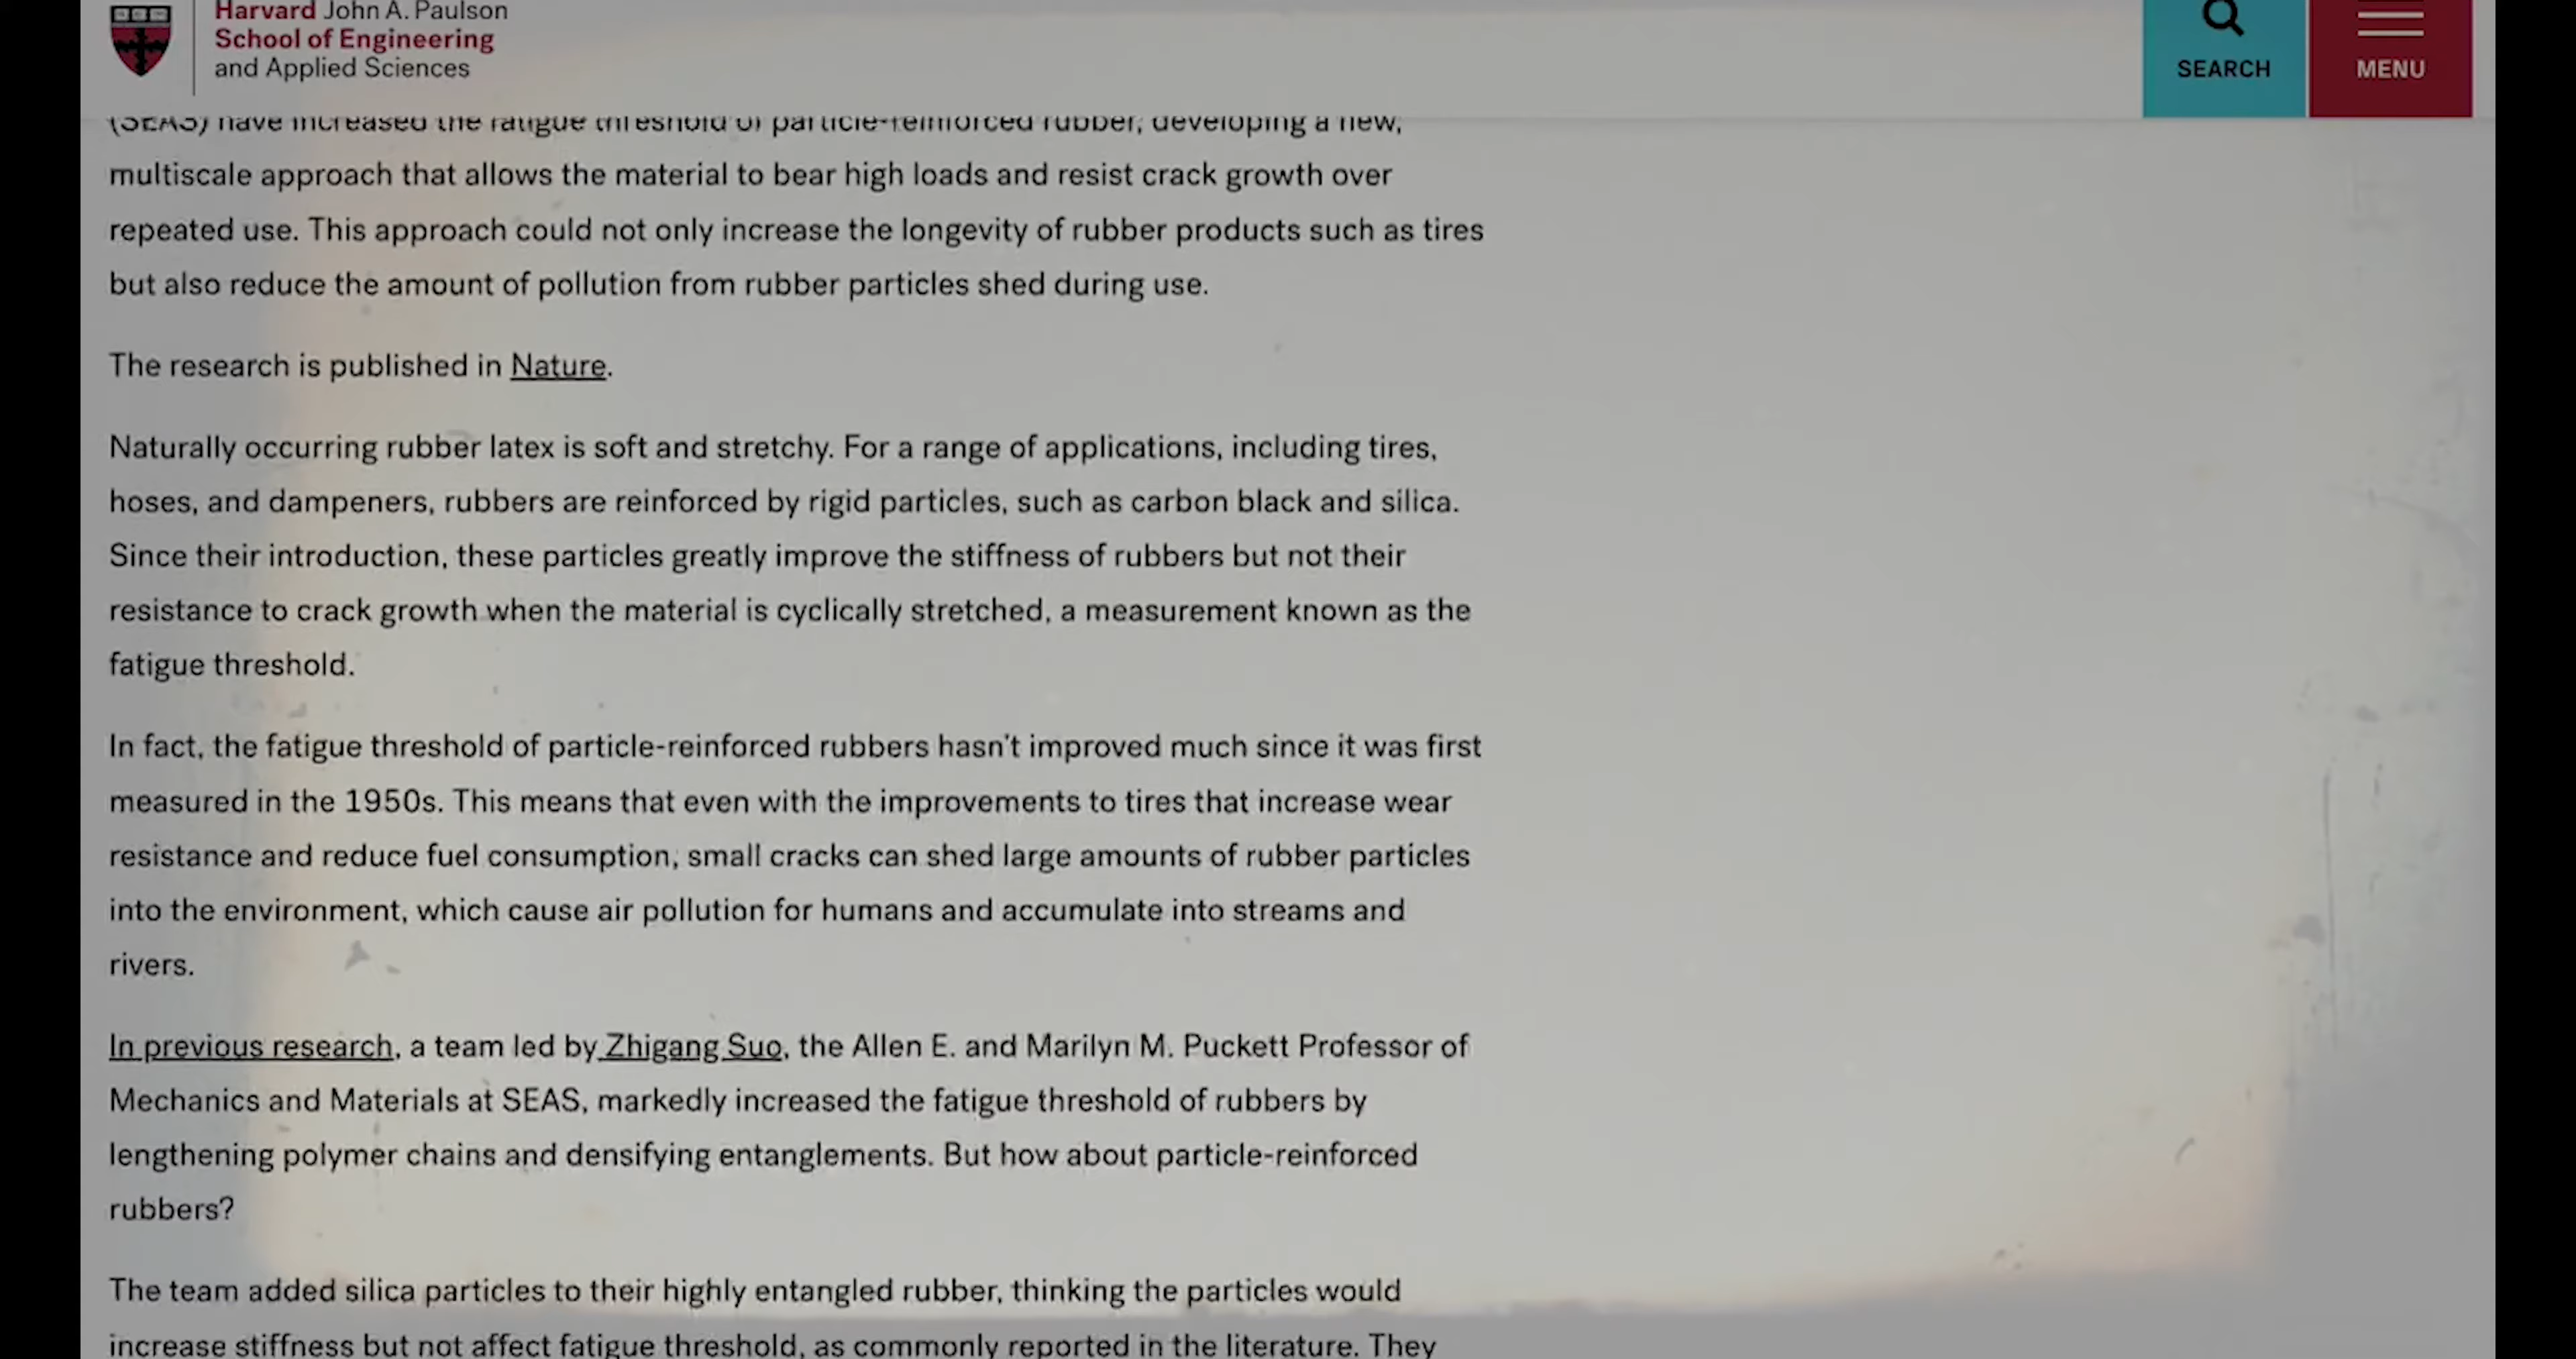 Harvard John A. Paulson
School of Engineering
and Applied Sciences
SEARCH
MENU
(SEAS) have increased the fatigue threshold of particle-reinforced rubber, developing a new,
multiscale approach that allows the material to bear high loads and resist crack growth over
repeated use. This approach could not only increase the longevity of rubber products such as tires
but also reduce the amount of pollution from rubber particles shed during use.
The research is published in Nature.
Naturally occurring rubber latex is soft and stretchy. For a range of applications, including tires,
hoses, and dampeners, rubbers are reinforced by rigid particles, such as carbon black and silica.
Since their introduction, these particles greatly improve the stiffness of rubbers but not their
resistance to crack growth when the material is cyclically stretched, a measurement known as the
fatigue threshold.
In fact, the fatigue threshold of particle-reinforced rubbers hasn't improved much since it was first
measured in the 1950s. This means that even with the improvements to tires that increase wear
resistance and reduce fuel consumption, small cracks can shed large amounts of rubber particles
into the environment, which cause air pollution for humans and accumulate into streams and
rivers.
In previous research, a team led by Zhigang Suo, the Allen E. and Marilyn M. Puckett Professor of
Mechanics and Materials at SEAS, markedly increased the fatigue threshold of rubbers by
lengthening polymer chains and densifying entanglements. But how about particle-reinforced
rubbers?
The team added silica particles to their highly entangled rubber, thinking the particles would
increase stiffness but not affect fatigue threshold, as commonly reported in the literature. They